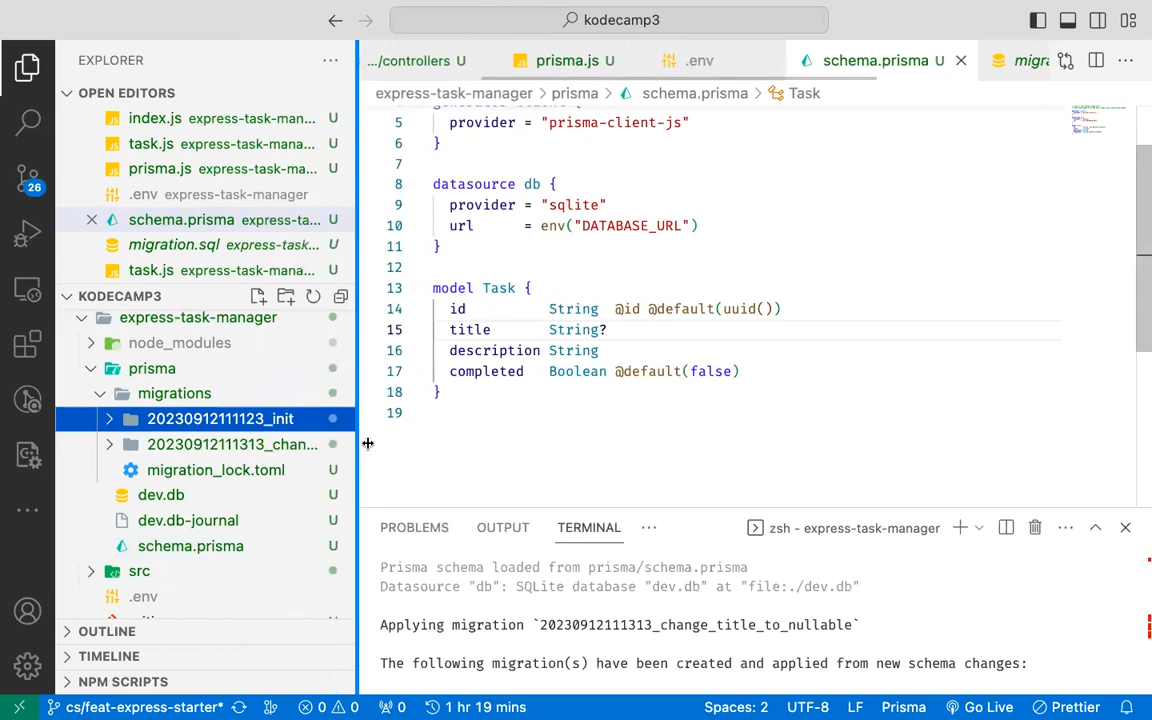 kodecamp3
EXPLORER
OPEN EDITORS
index.js express-task-man... U
task.js express-task-mana... U
prisma.js express-task-ma... U
.env express-task-manager
schema.prisma express-ta... U
migration.sql express-task... U
task.js express-task-mana... U
KODECAMP3
express-task-manager
node_modules
prisma
migrations
20230912111123_init
20230912111313_chan...
migration_lock.toml U
dev.db U
dev.db-journal U
schema.prisma U
src
.env
OUTLINE
TIMELINE
NPM SCRIPTS
26
.../controllers U
prisma.js U
.env
schema.prisma U
migra
express-task-manager > prisma > schema.prisma > Task
5 provider = "prisma-client-js"
6 }
7
8 datasource db {
9 provider = "sqlite"
10 url = env("DATABASE_URL")
11 }
12
13 model Task {
14 id String @id @default(uuid())
15 title String?
16 description String
17 completed Boolean @default(false)
18 }
19
PROBLEMS OUTPUT TERMINAL ··· zsh - express-task-manager
Prisma schema loaded from prisma/schema.prisma
Datasource "db": SQLite database "dev.db" at "file:./dev.db"
Applying migration `20230912111313_change_title_to_nullable`
The following migration(s) have been created and applied from new schema changes:
cs/feat-express-starter* 0 0 0 1 hr 19 mins Spaces: 2 UTF-8 LF Prisma Go Live Prettier